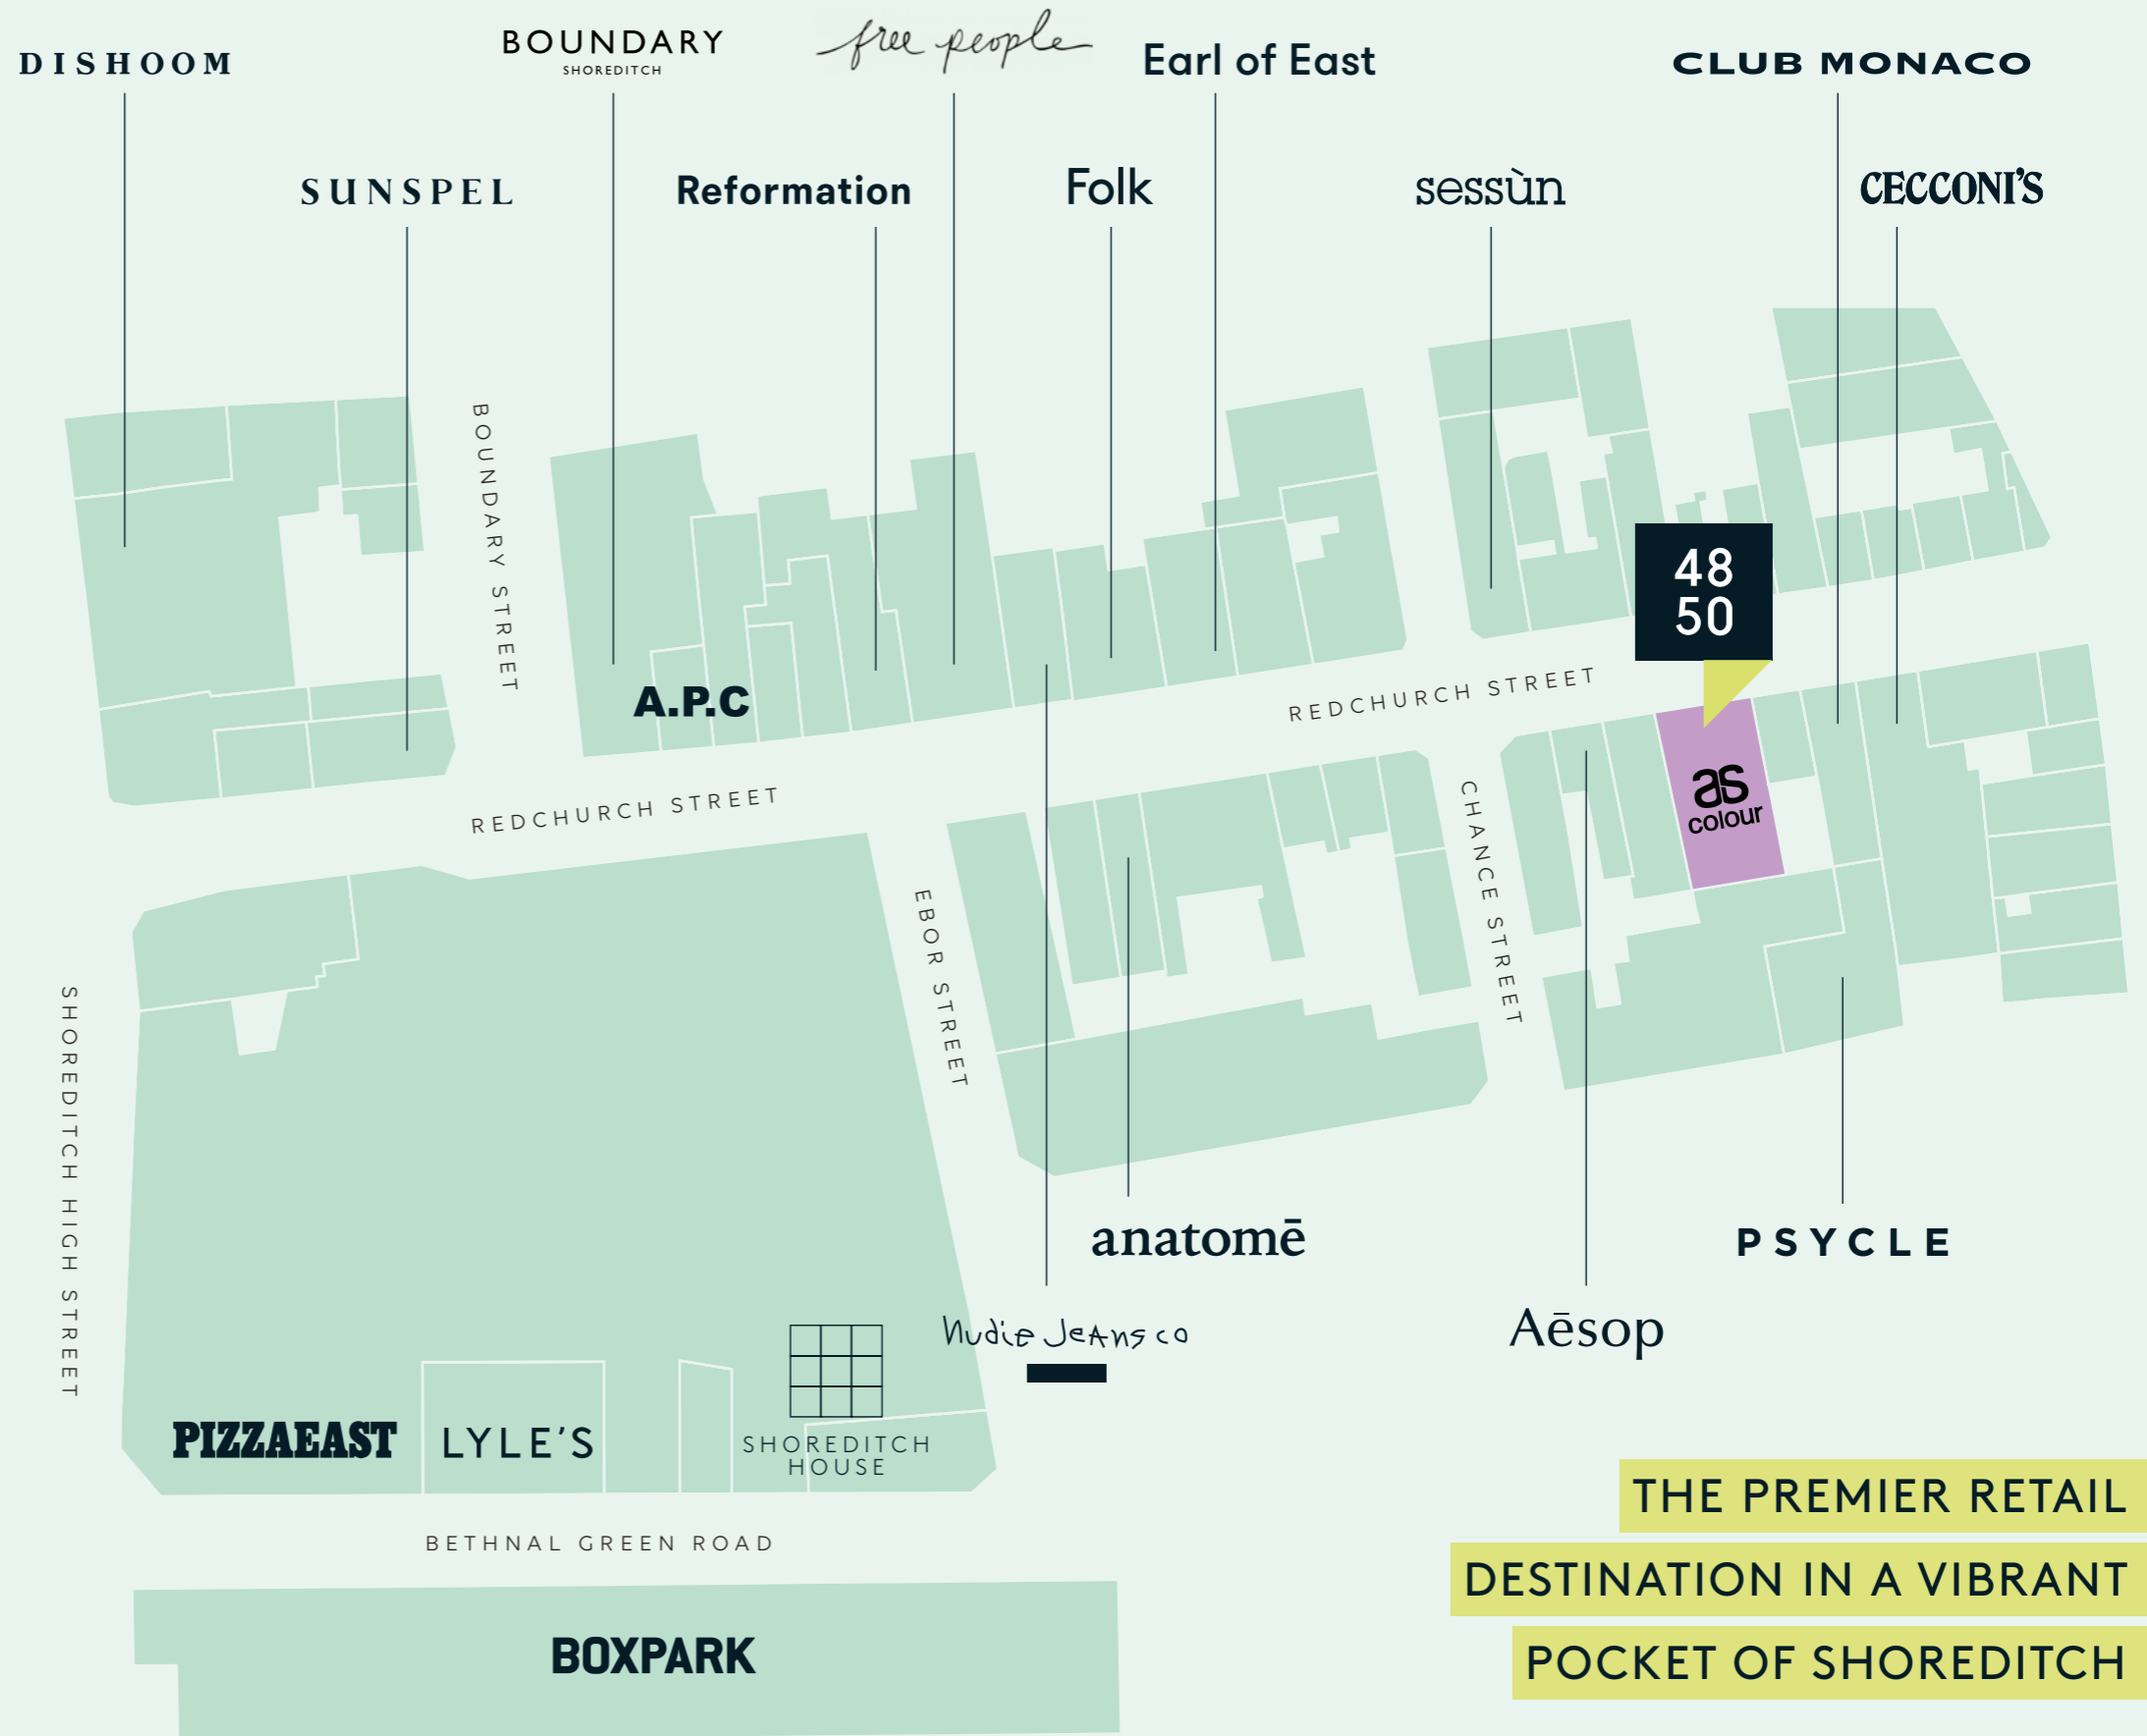 DISHOOM
BOUNDARY
SHOREDITCH
free people
Earl of East
CLUB MONACO
SUNSPEL
Reformation
Folk
sessùn
CECCONI'S
BOUNDARY STREET
48
50
A.P.C
REDCHURCH STREET
as
colour
REDCHURCH STREET
CHANCE STREET
EBOR STREET
SHOREDITCH HIGH STREET
anatomē
PSYCLE
Nudie Jeans co
Aēsop
PIZZAEAST
LYLE'S
SHOREDITCH
HOUSE
BETHNAL GREEN ROAD
BOXPARK
THE PREMIER RETAIL
DESTINATION IN A VIBRANT
POCKET OF SHOREDITCH